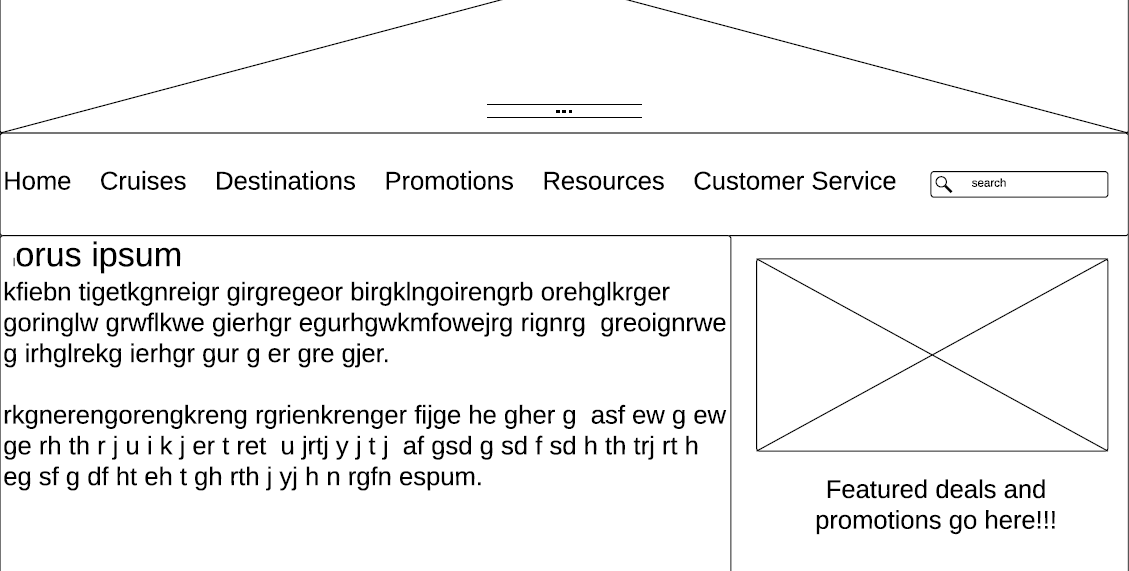 Home Cruises Destinations Promotions Resources Customer Service search
orus ipsum
kfiebn tigetkgnreigr girgregeor birgklngoirengrb orehglkrger
goringlw grwflkwe gierhgr egurhgwkmfowejrg rignrg  greoignrwe
g irhglrekg ierhgr gur g er gre gjer.
rkgnerengorengkreng rgrienkrenger fijge he gher g  asf ew g ew
ge rh th r j u i k j er t ret  u jrtj y j t j  af gsd g sd f sd h th trj rt h
eg sf g df ht eh t gh rth j yj h n rgfn espum.
Featured deals and
promotions go here!!!